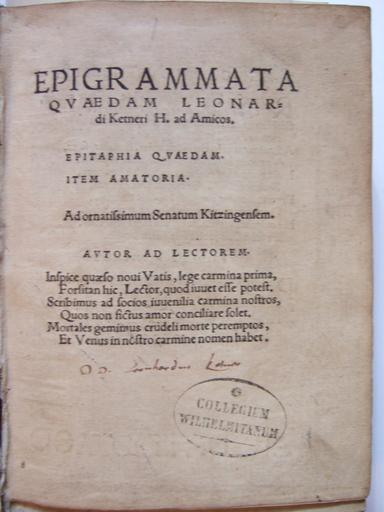 EPIGRAMMATA
QVAEDAM LEONAR=
di Ketneri H. ad Amicos.
EPITAPHIA QVAEDAM.
ITEM AMATORIA.
Ad ornatissimum Senatum Kitzingensem.
AVTOR AD LECTOREM.
Inspice quæso noui Vatis, lege carmina prima,
Forsitan hic, Lector, quod iuuet esse potest.
Scribimus ad socios iuuenilia carmina nostros,
Quos non fictus amor conciliare solet.
Mortales gemimus crudeli morte peremptos,
Et Venus in nostro carmine nomen habet.
COLLEGIUM
WILHELMITANUM